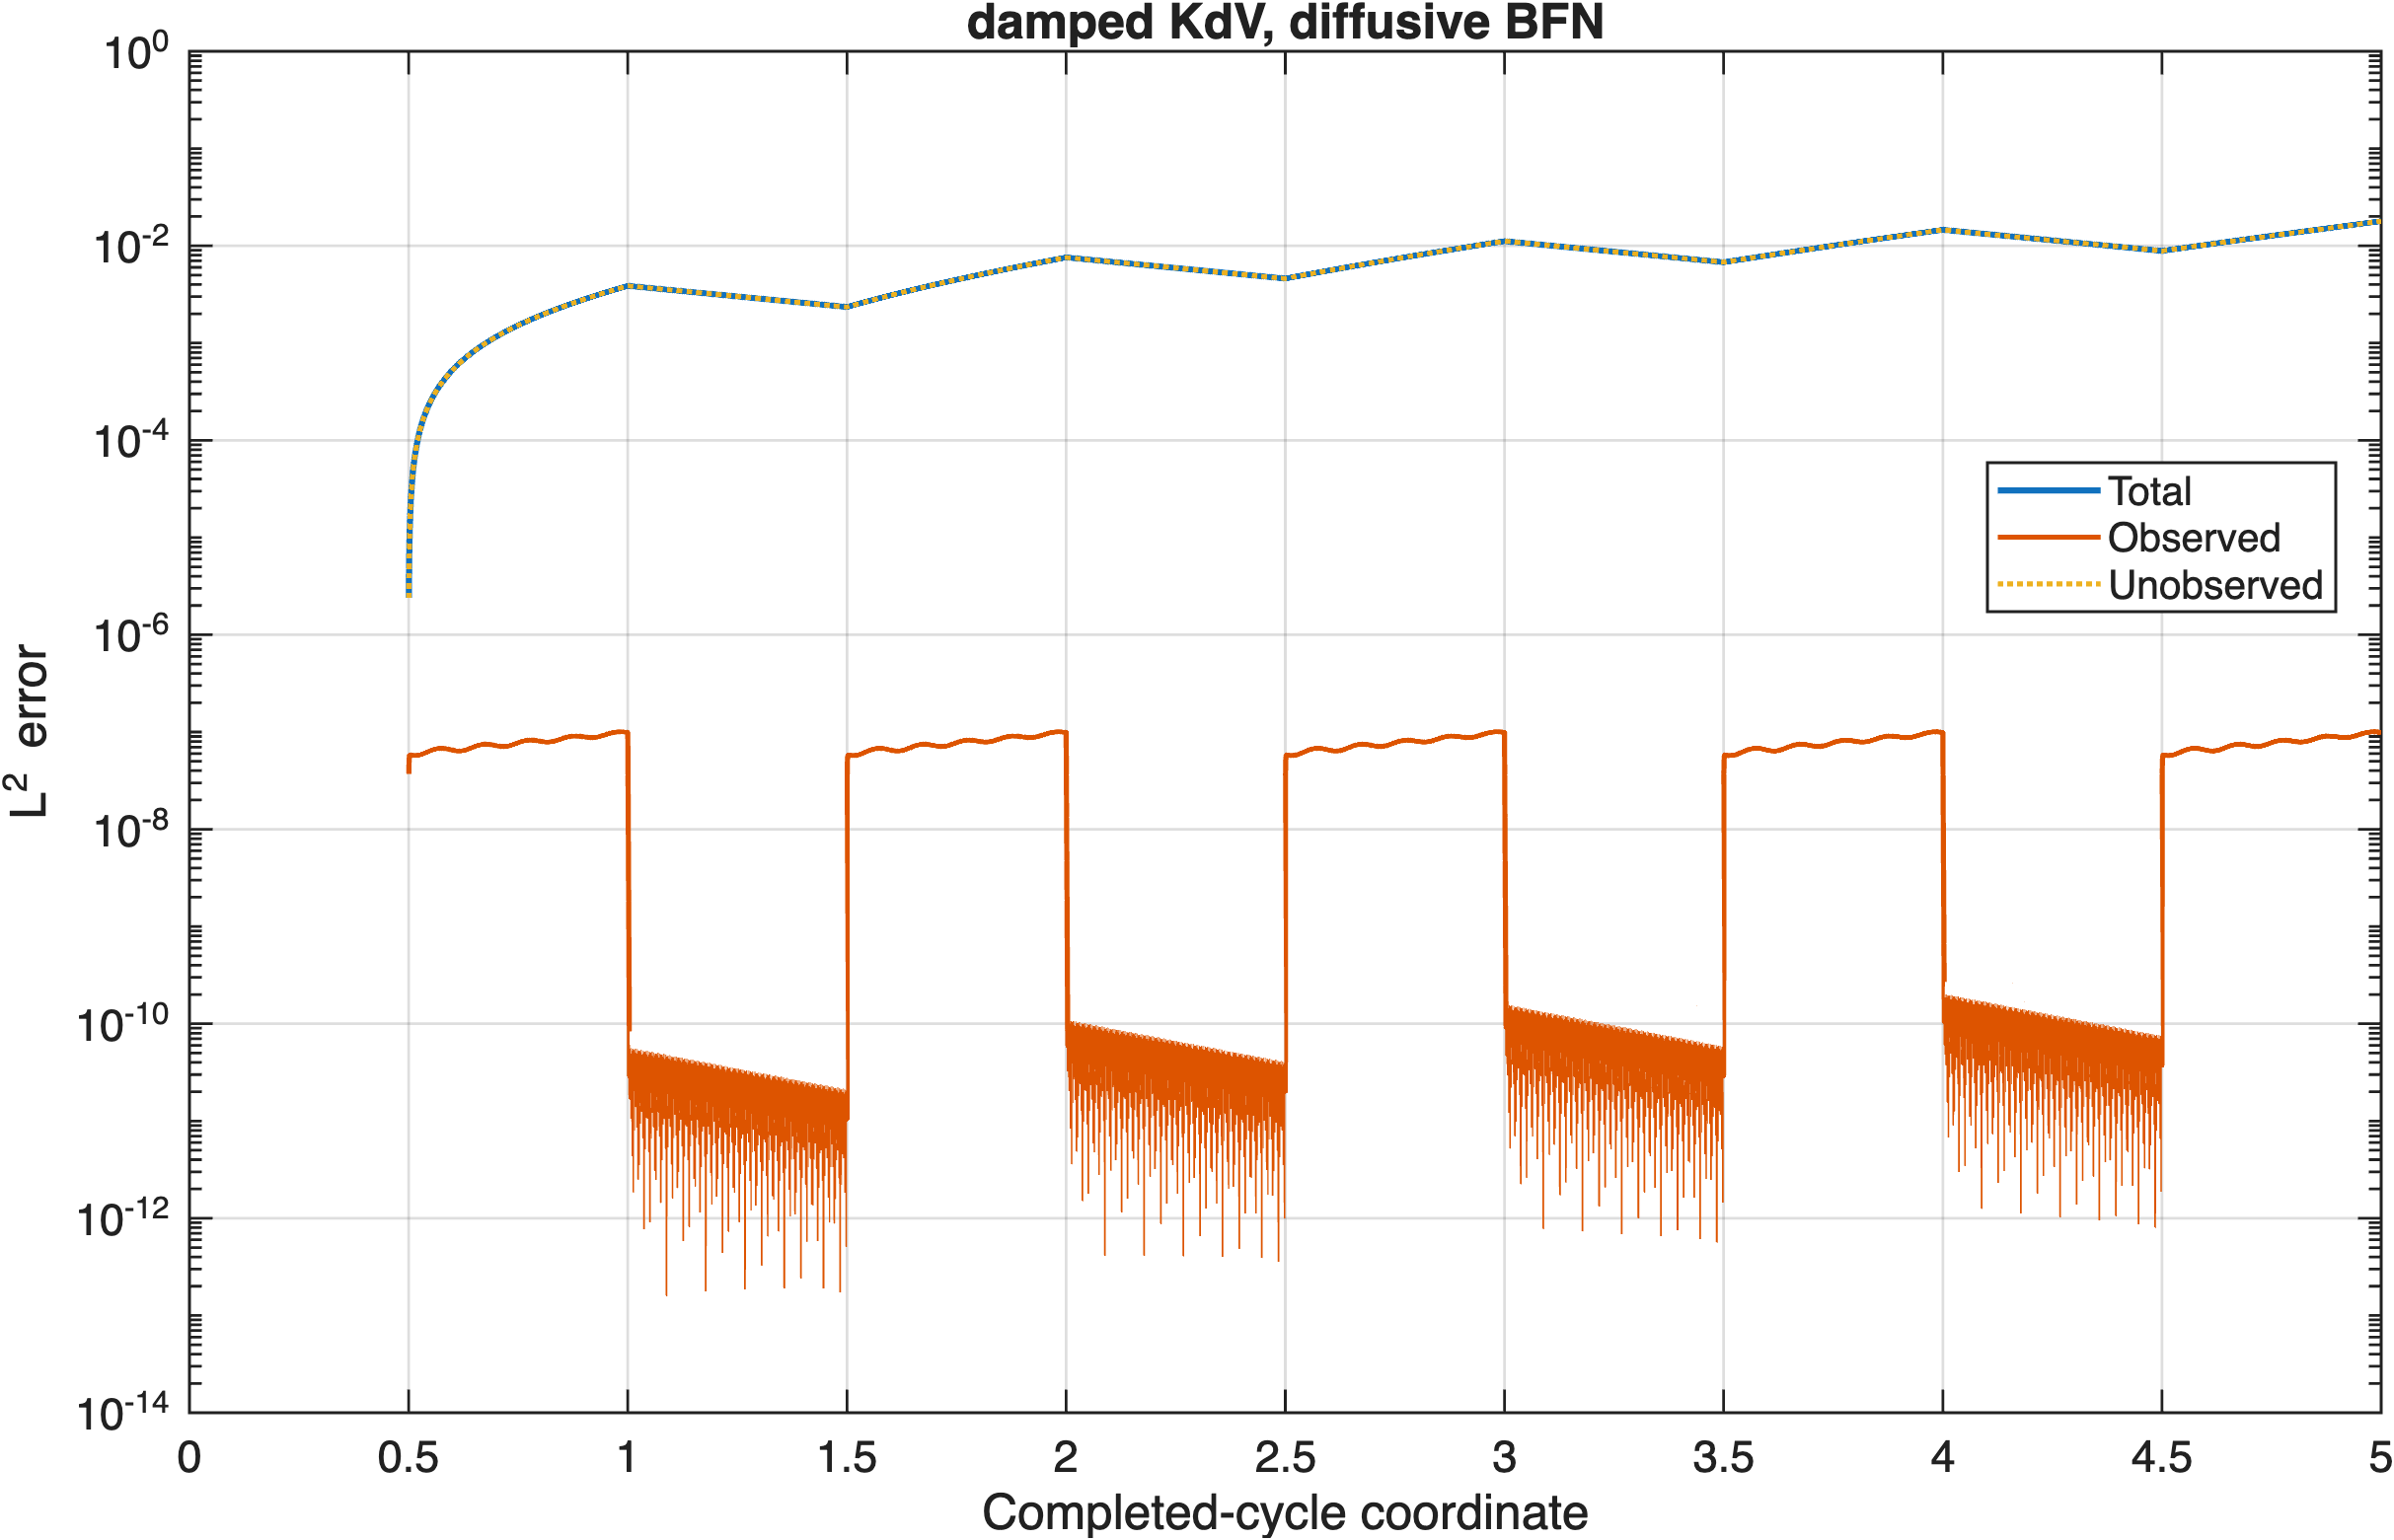 damped KdV, diffusive BFN
10^0
10^-2
10^-4
10^-6
10^-8
10^-10
10^-12
10^-14
L^2 error
Total
Observed
Unobserved
0 0.5 1 1.5 2 2.5 3 3.5 4 4.5 5
Completed-cycle coordinate